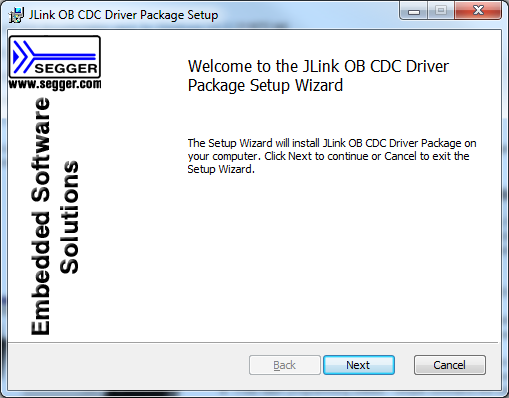 JLink OB CDC Driver Package Setup
SEGGER
www.segger.com
Embedded Software
Solutions
Welcome to the JLink OB CDC Driver
Package Setup Wizard
The Setup Wizard will install JLink OB CDC Driver Package on
your computer. Click Next to continue or Cancel to exit the
Setup Wizard.
Back
Next
Cancel